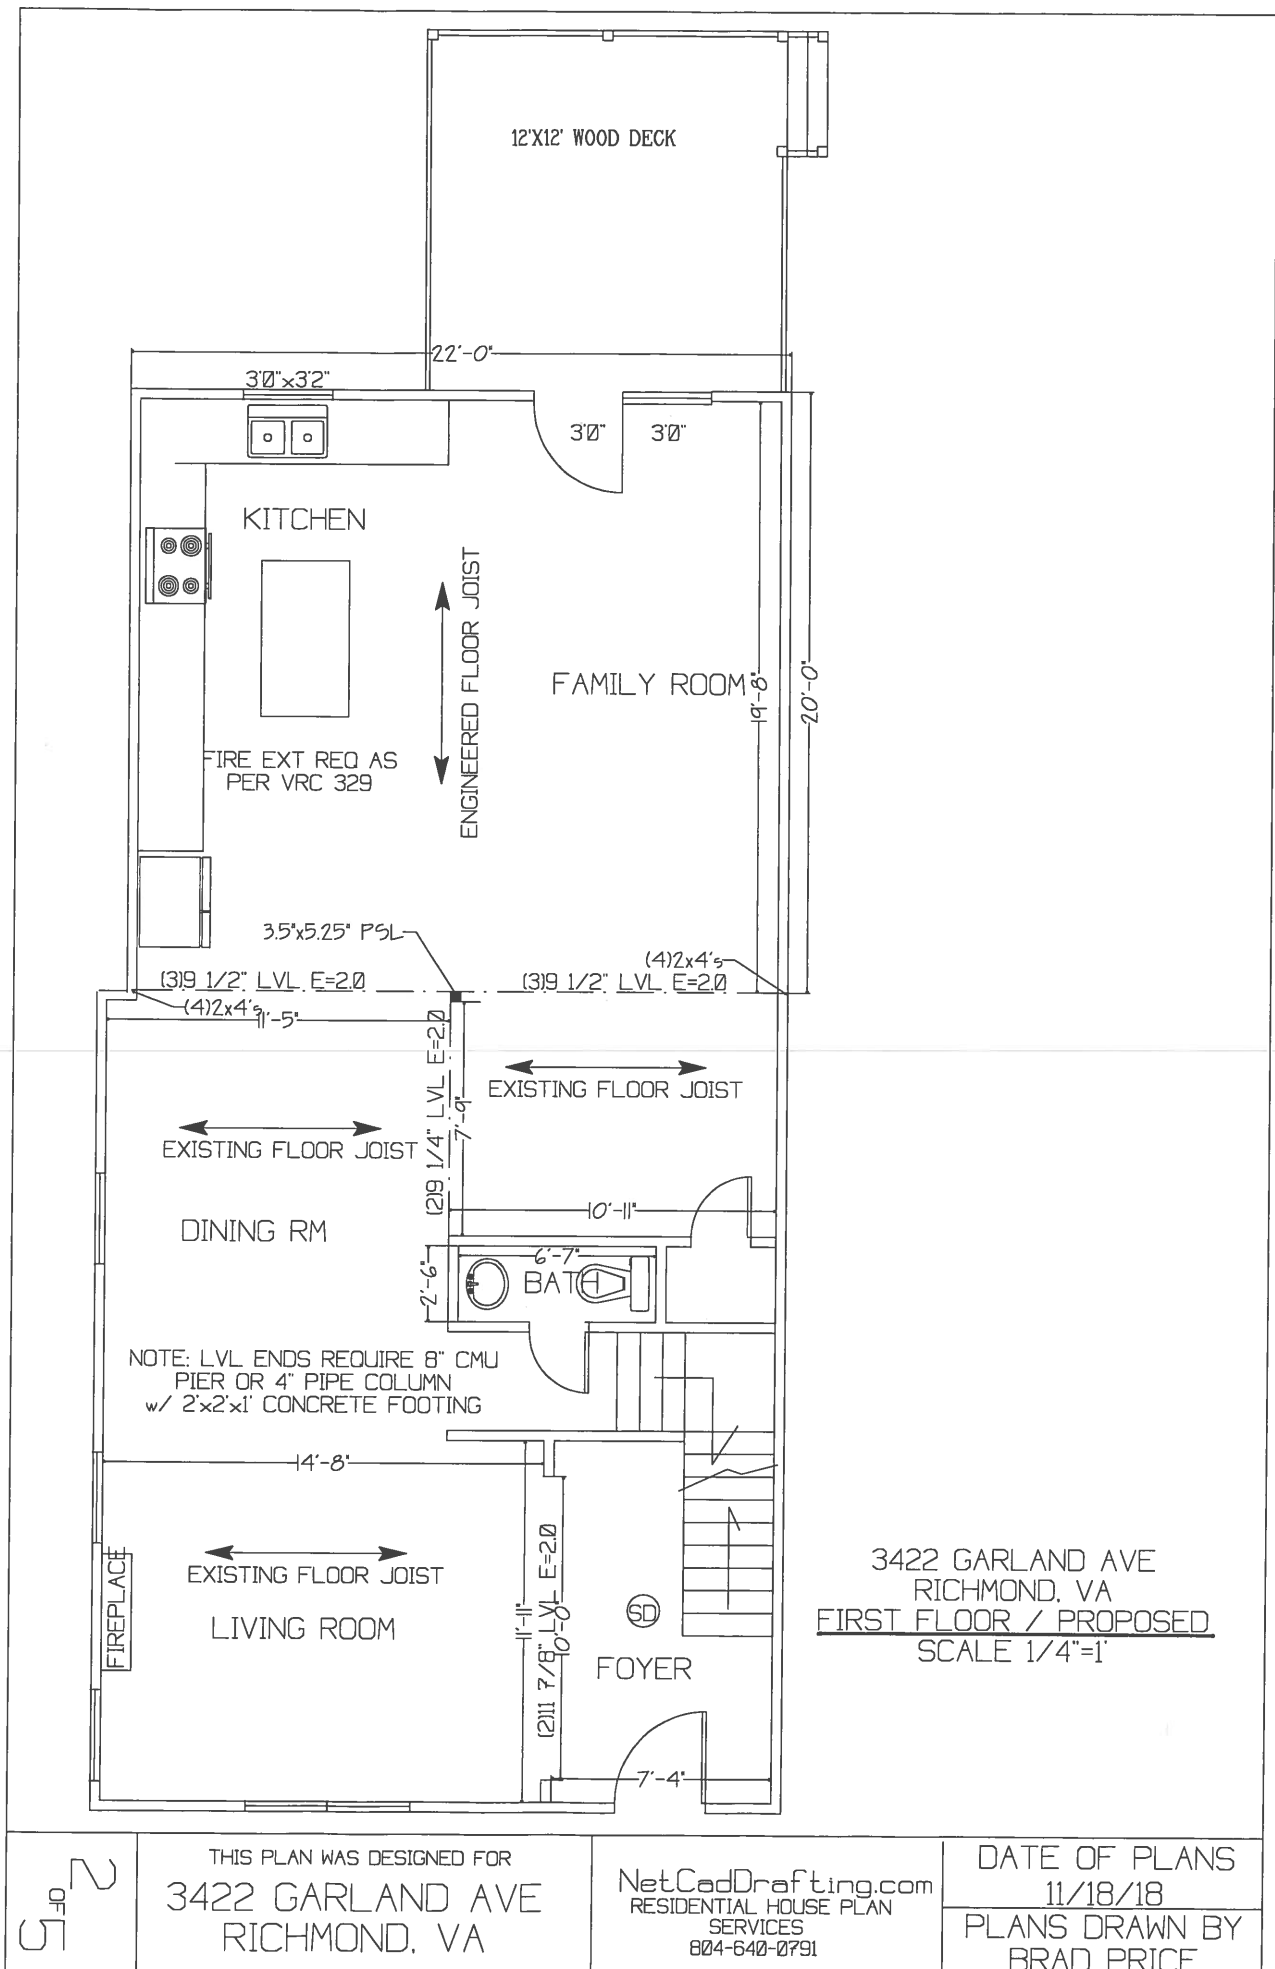 12'X12' WOOD DECK
22'-0"
3'0"x3'2"
3'0"
3'0"
KITCHEN
ENGINEERED FLOOR JOIST
FAMILY ROOM
19'-8"
20'-0"
FIRE EXT REQ AS
PER VRC 329
3.5"x5.25" PSL
(4)2x4's
(3)9 1/2" LVL E=2.0
(3)9 1/2" LVL E=2.0
(4)2x4's
11'-5"
(2)9 1/4" LVL E=2.0
7'-9"
EXISTING FLOOR JOIST
EXISTING FLOOR JOIST
10'-11"
DINING RM
6'-7"
2'-6"
BATH
NOTE: LVL ENDS REQUIRE 8" CMU
PIER OR 4" PIPE COLUMN
w/ 2'x2'x1' CONCRETE FOOTING
14'-8"
FIREPLACE
EXISTING FLOOR JOIST
LIVING ROOM
11'-11"
(2)11 7/8" LVL E=2.0
10'-0"
SD
FOYER
7'-4"
3422 GARLAND AVE
RICHMOND, VA
FIRST FLOOR / PROPOSED
SCALE 1/4"=1'
2 OF 5
THIS PLAN WAS DESIGNED FOR
3422 GARLAND AVE
RICHMOND, VA
NetCadDrafting.com
RESIDENTIAL HOUSE PLAN
SERVICES
804-640-0791
DATE OF PLANS
11/18/18
PLANS DRAWN BY
BRAD PRICE